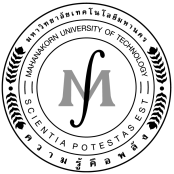 มหาวิทยาลัยเทคโนโลยีมหานคร
MAHANAKORN UNIVERSITY OF TECHNOLOGY
M
SCIENTIA POTESTAS EST
ความรู้คือพลัง